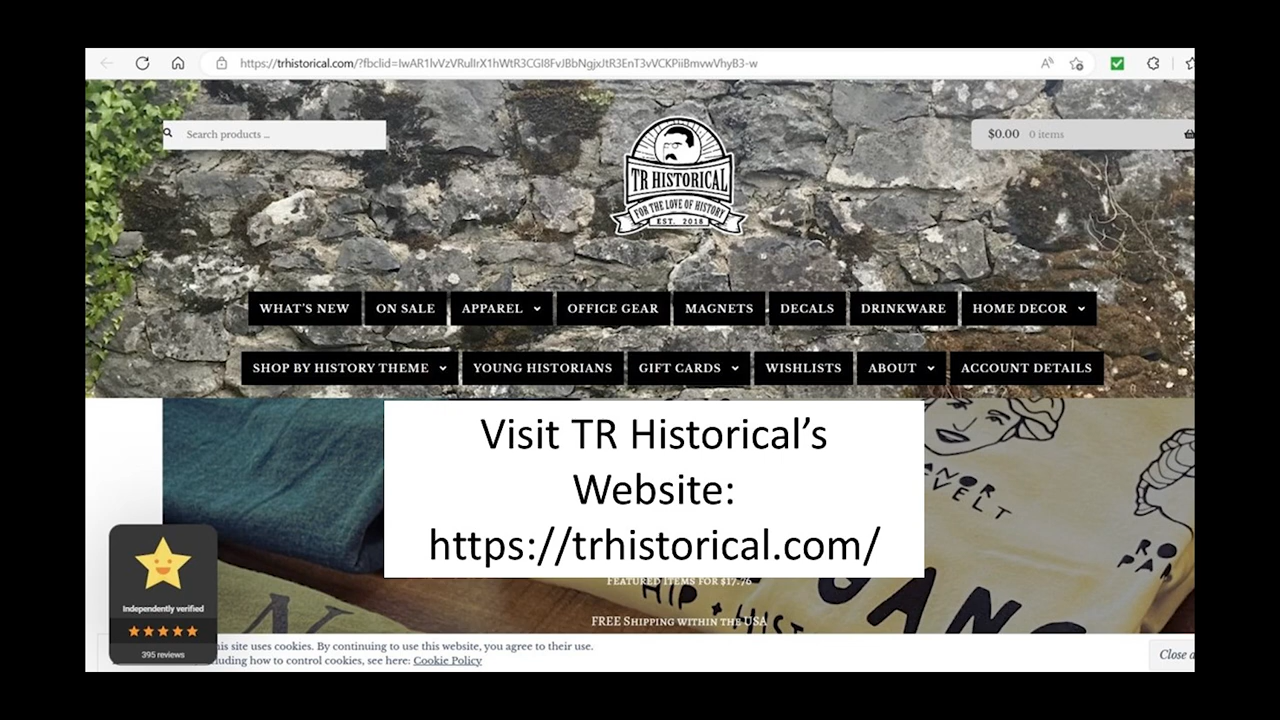 https://trhistorical.com/?fbclid=IwAR1lvVzVRulIrX1hWtR3CGI8FvJBbNgjxJtR3EnT3vVCKPiiBmvwVhyB3-w
Search products …
$0.00 0 items
TR HISTORICAL
FOR THE LOVE OF HISTORY
EST. 2018
WHAT'S NEW ON SALE APPAREL OFFICE GEAR MAGNETS DECALS DRINKWARE HOME DECOR
SHOP BY HISTORY THEME YOUNG HISTORIANS GIFT CARDS WISHLISTS ABOUT ACCOUNT DETAILS
Visit TR Historical’s
Website:
https://trhistorical.com/
FEATURED ITEMS FOR $17.76
FREE SHIPPING WITHIN THE USA
HIP
Independently verified
395 reviews
his site uses cookies. By continuing to use this website, you agree to their use.
cluding how to control cookies, see here: Cookie Policy
Close a